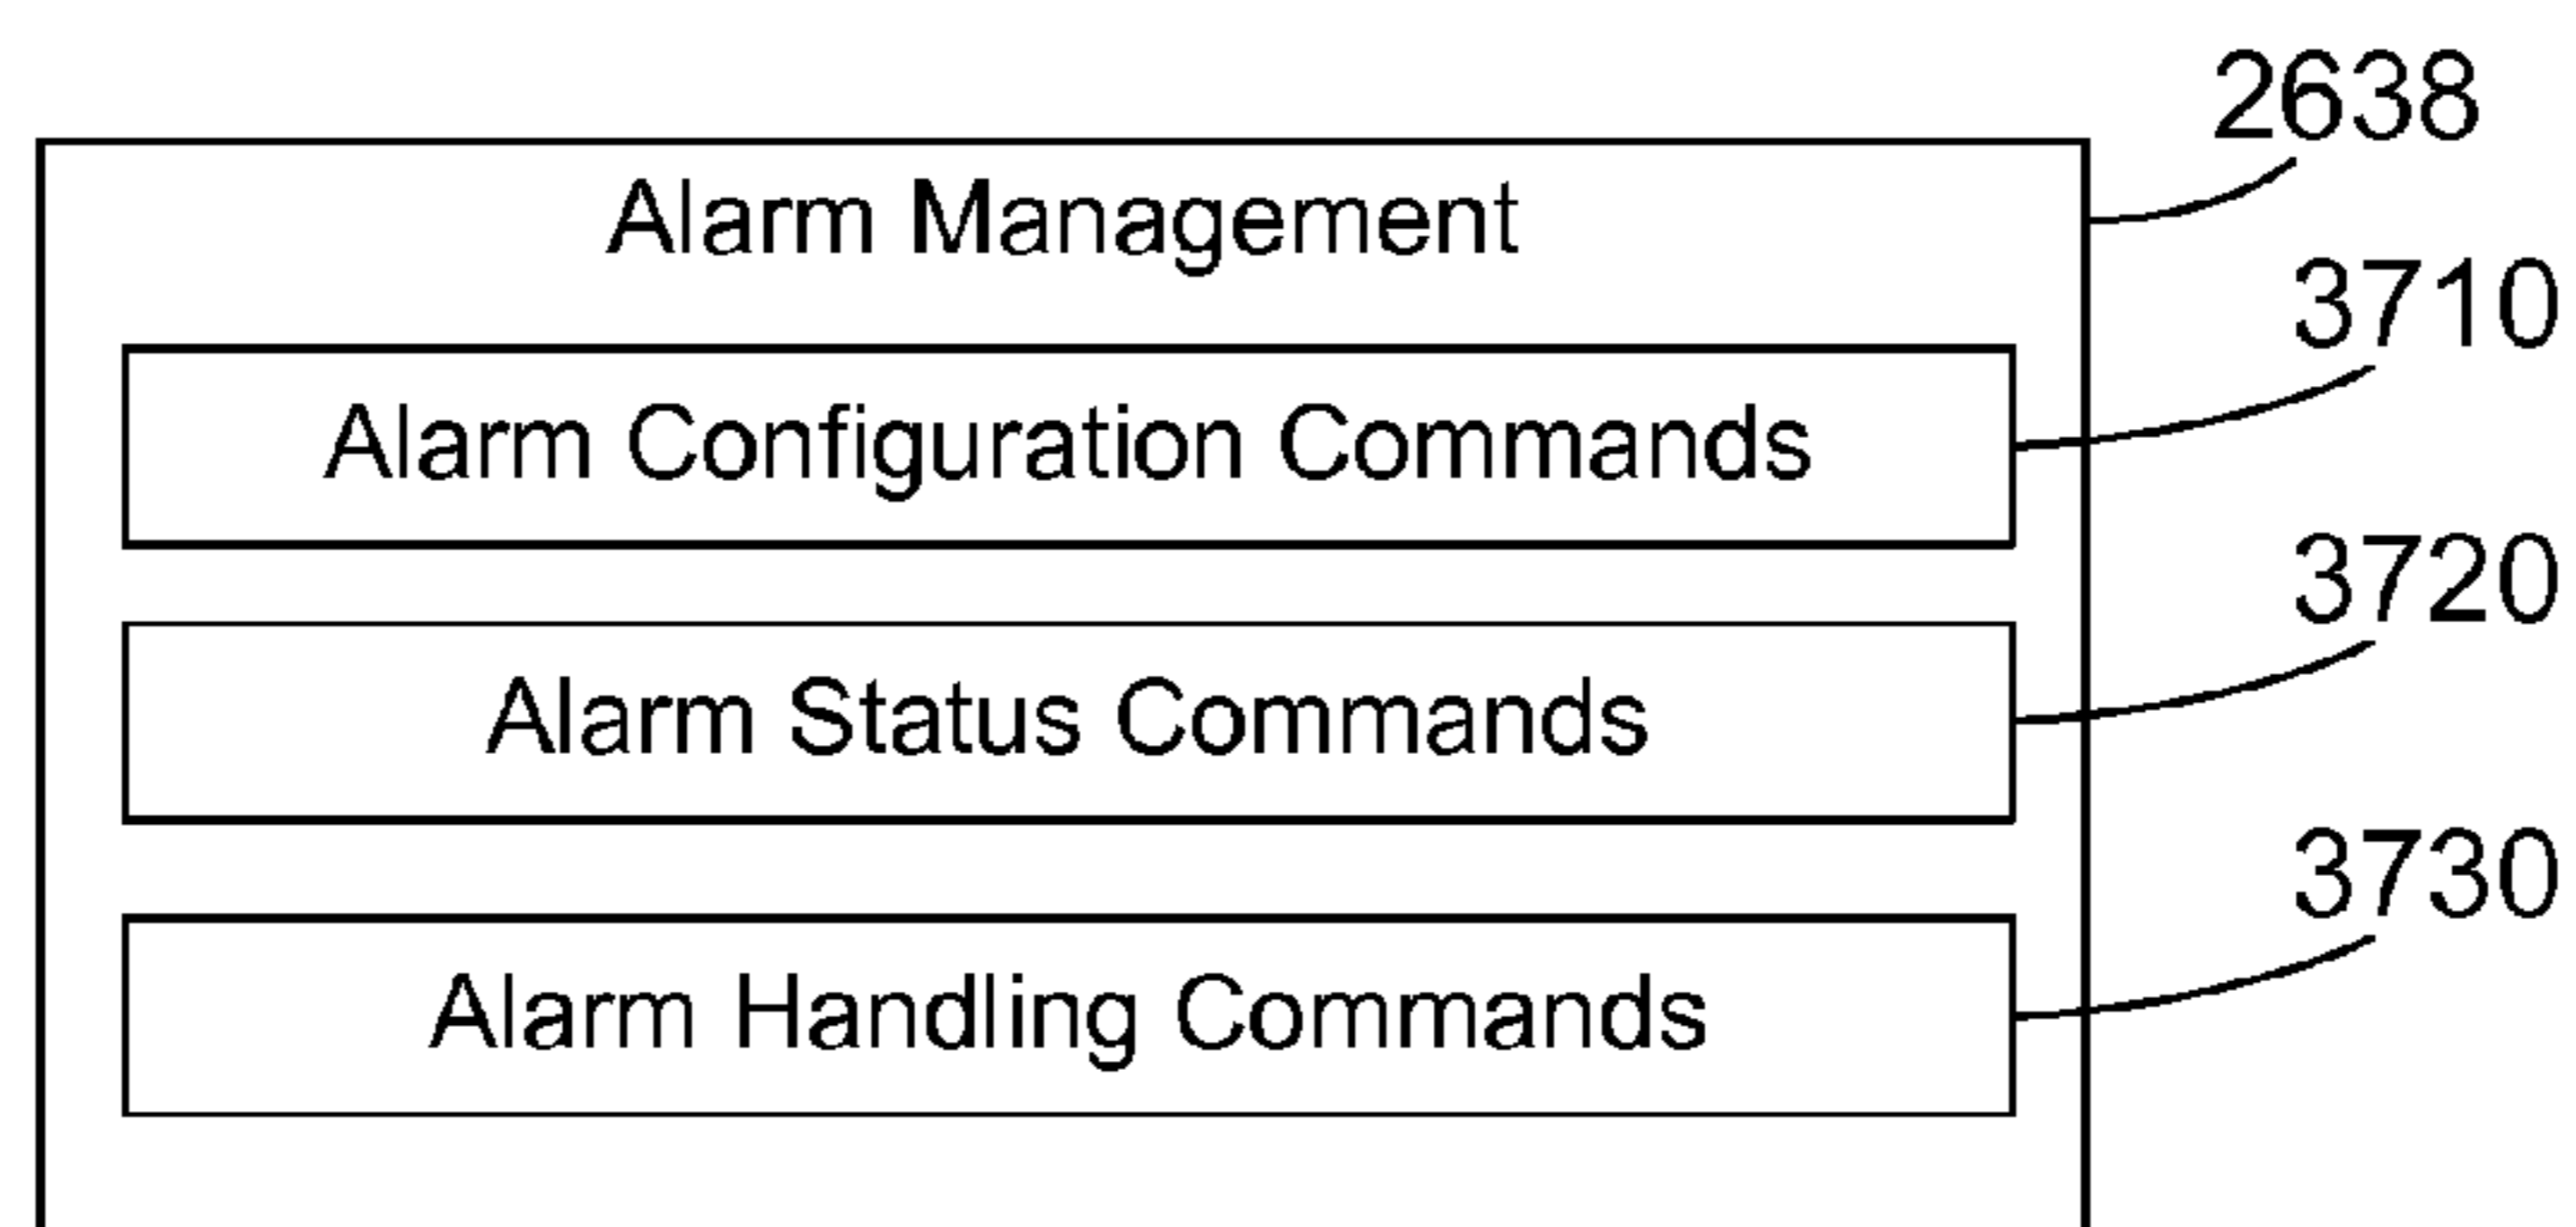 2638
Alarm Management
3710
Alarm Configuration Commands
3720
Alarm Status Commands
3730
Alarm Handling Commands